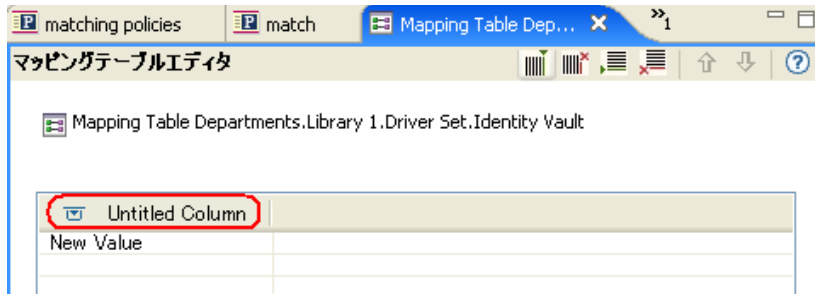 matching policies match Mapping Table Dep... »1
マッピングテーブルエディタ
Mapping Table Departments.Library 1.Driver Set.Identity Vault
Untitled Column
New Value